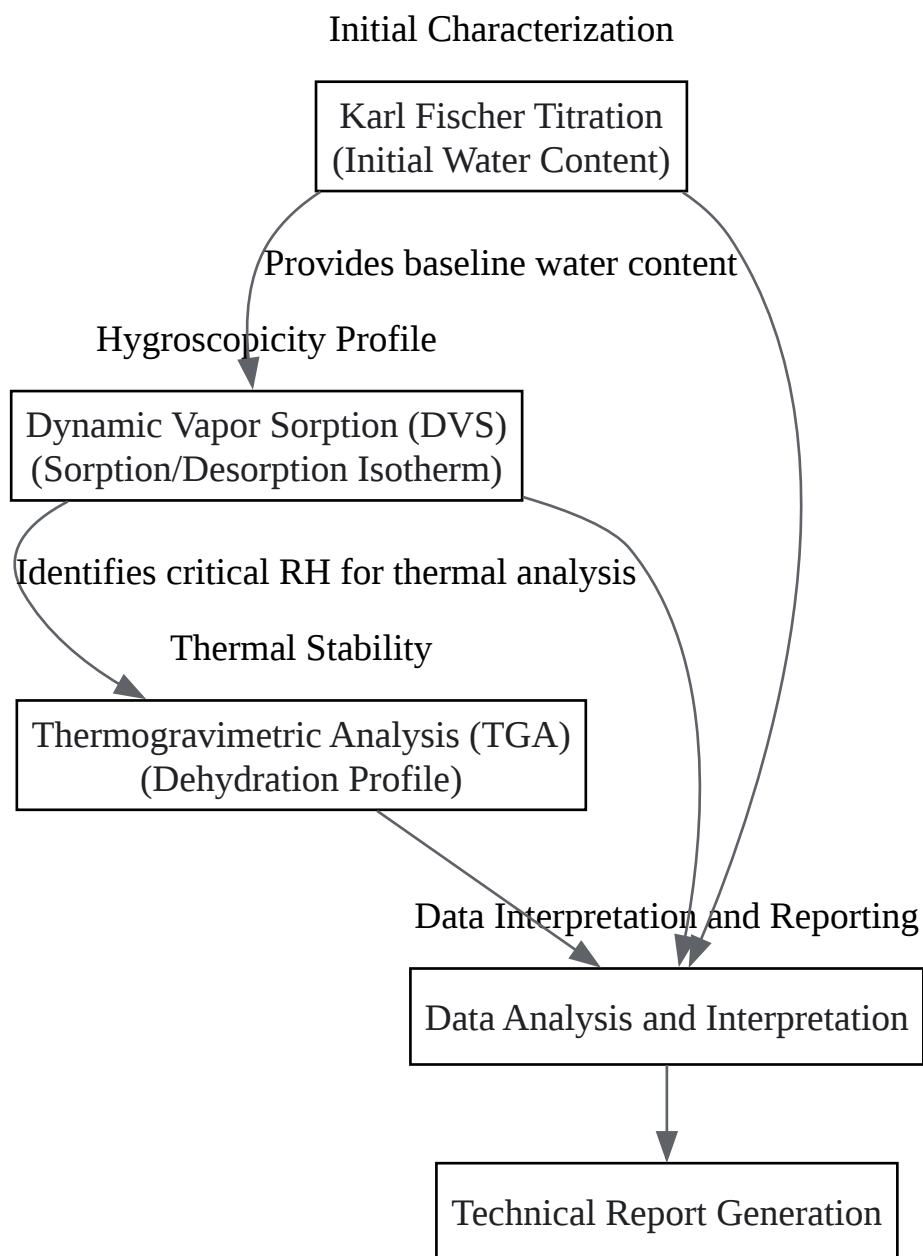 Initial Characterization
Karl Fischer Titration
(Initial Water Content)
Provides baseline water content
Hygroscopicity Profile
Dynamic Vapor Sorption (DVS)
(Sorption/Desorption Isotherm)
Identifies critical RH for thermal analysis
Thermal Stability
Thermogravimetric Analysis (TGA)
(Dehydration Profile)
Data Interpretation and Reporting
Data Analysis and Interpretation
Technical Report Generation